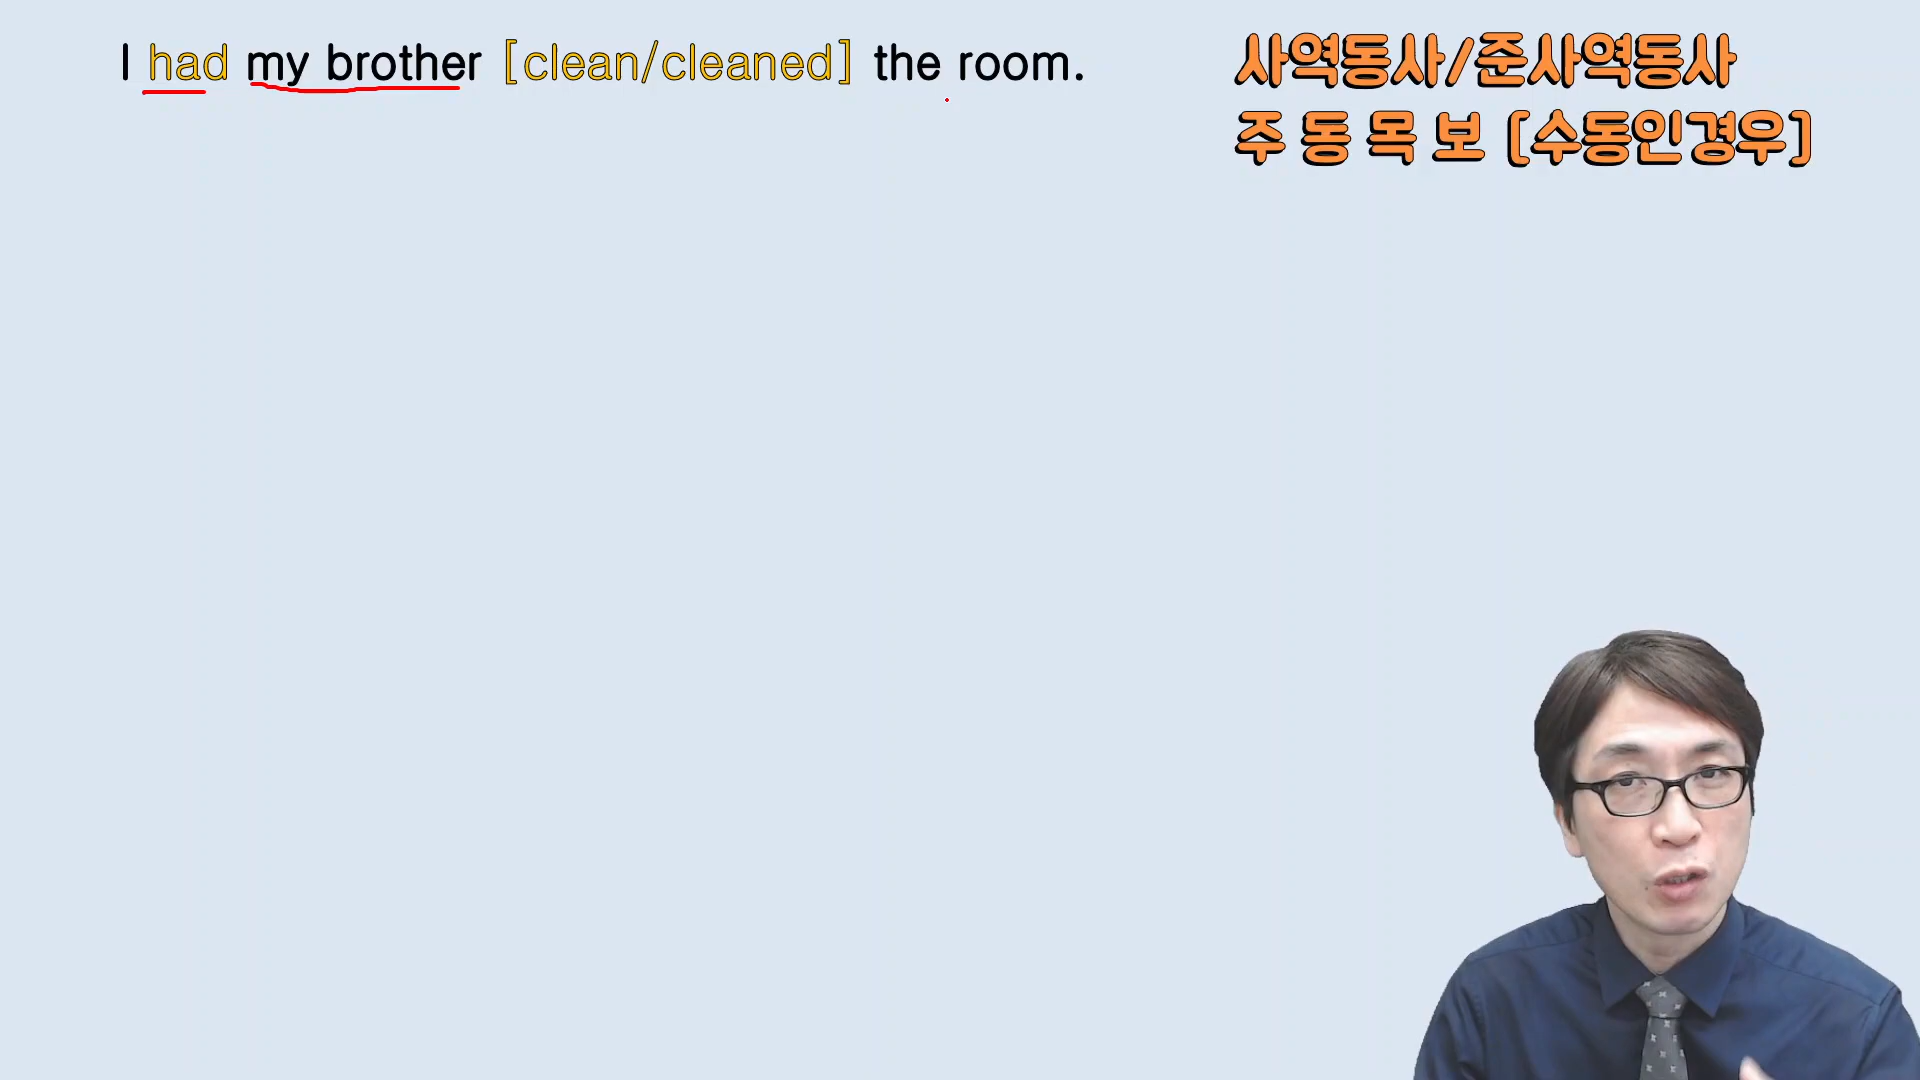 I had my brother [clean/cleaned] the room.
사역동사/준사역동사
주 동 목 보 [수동인경우]